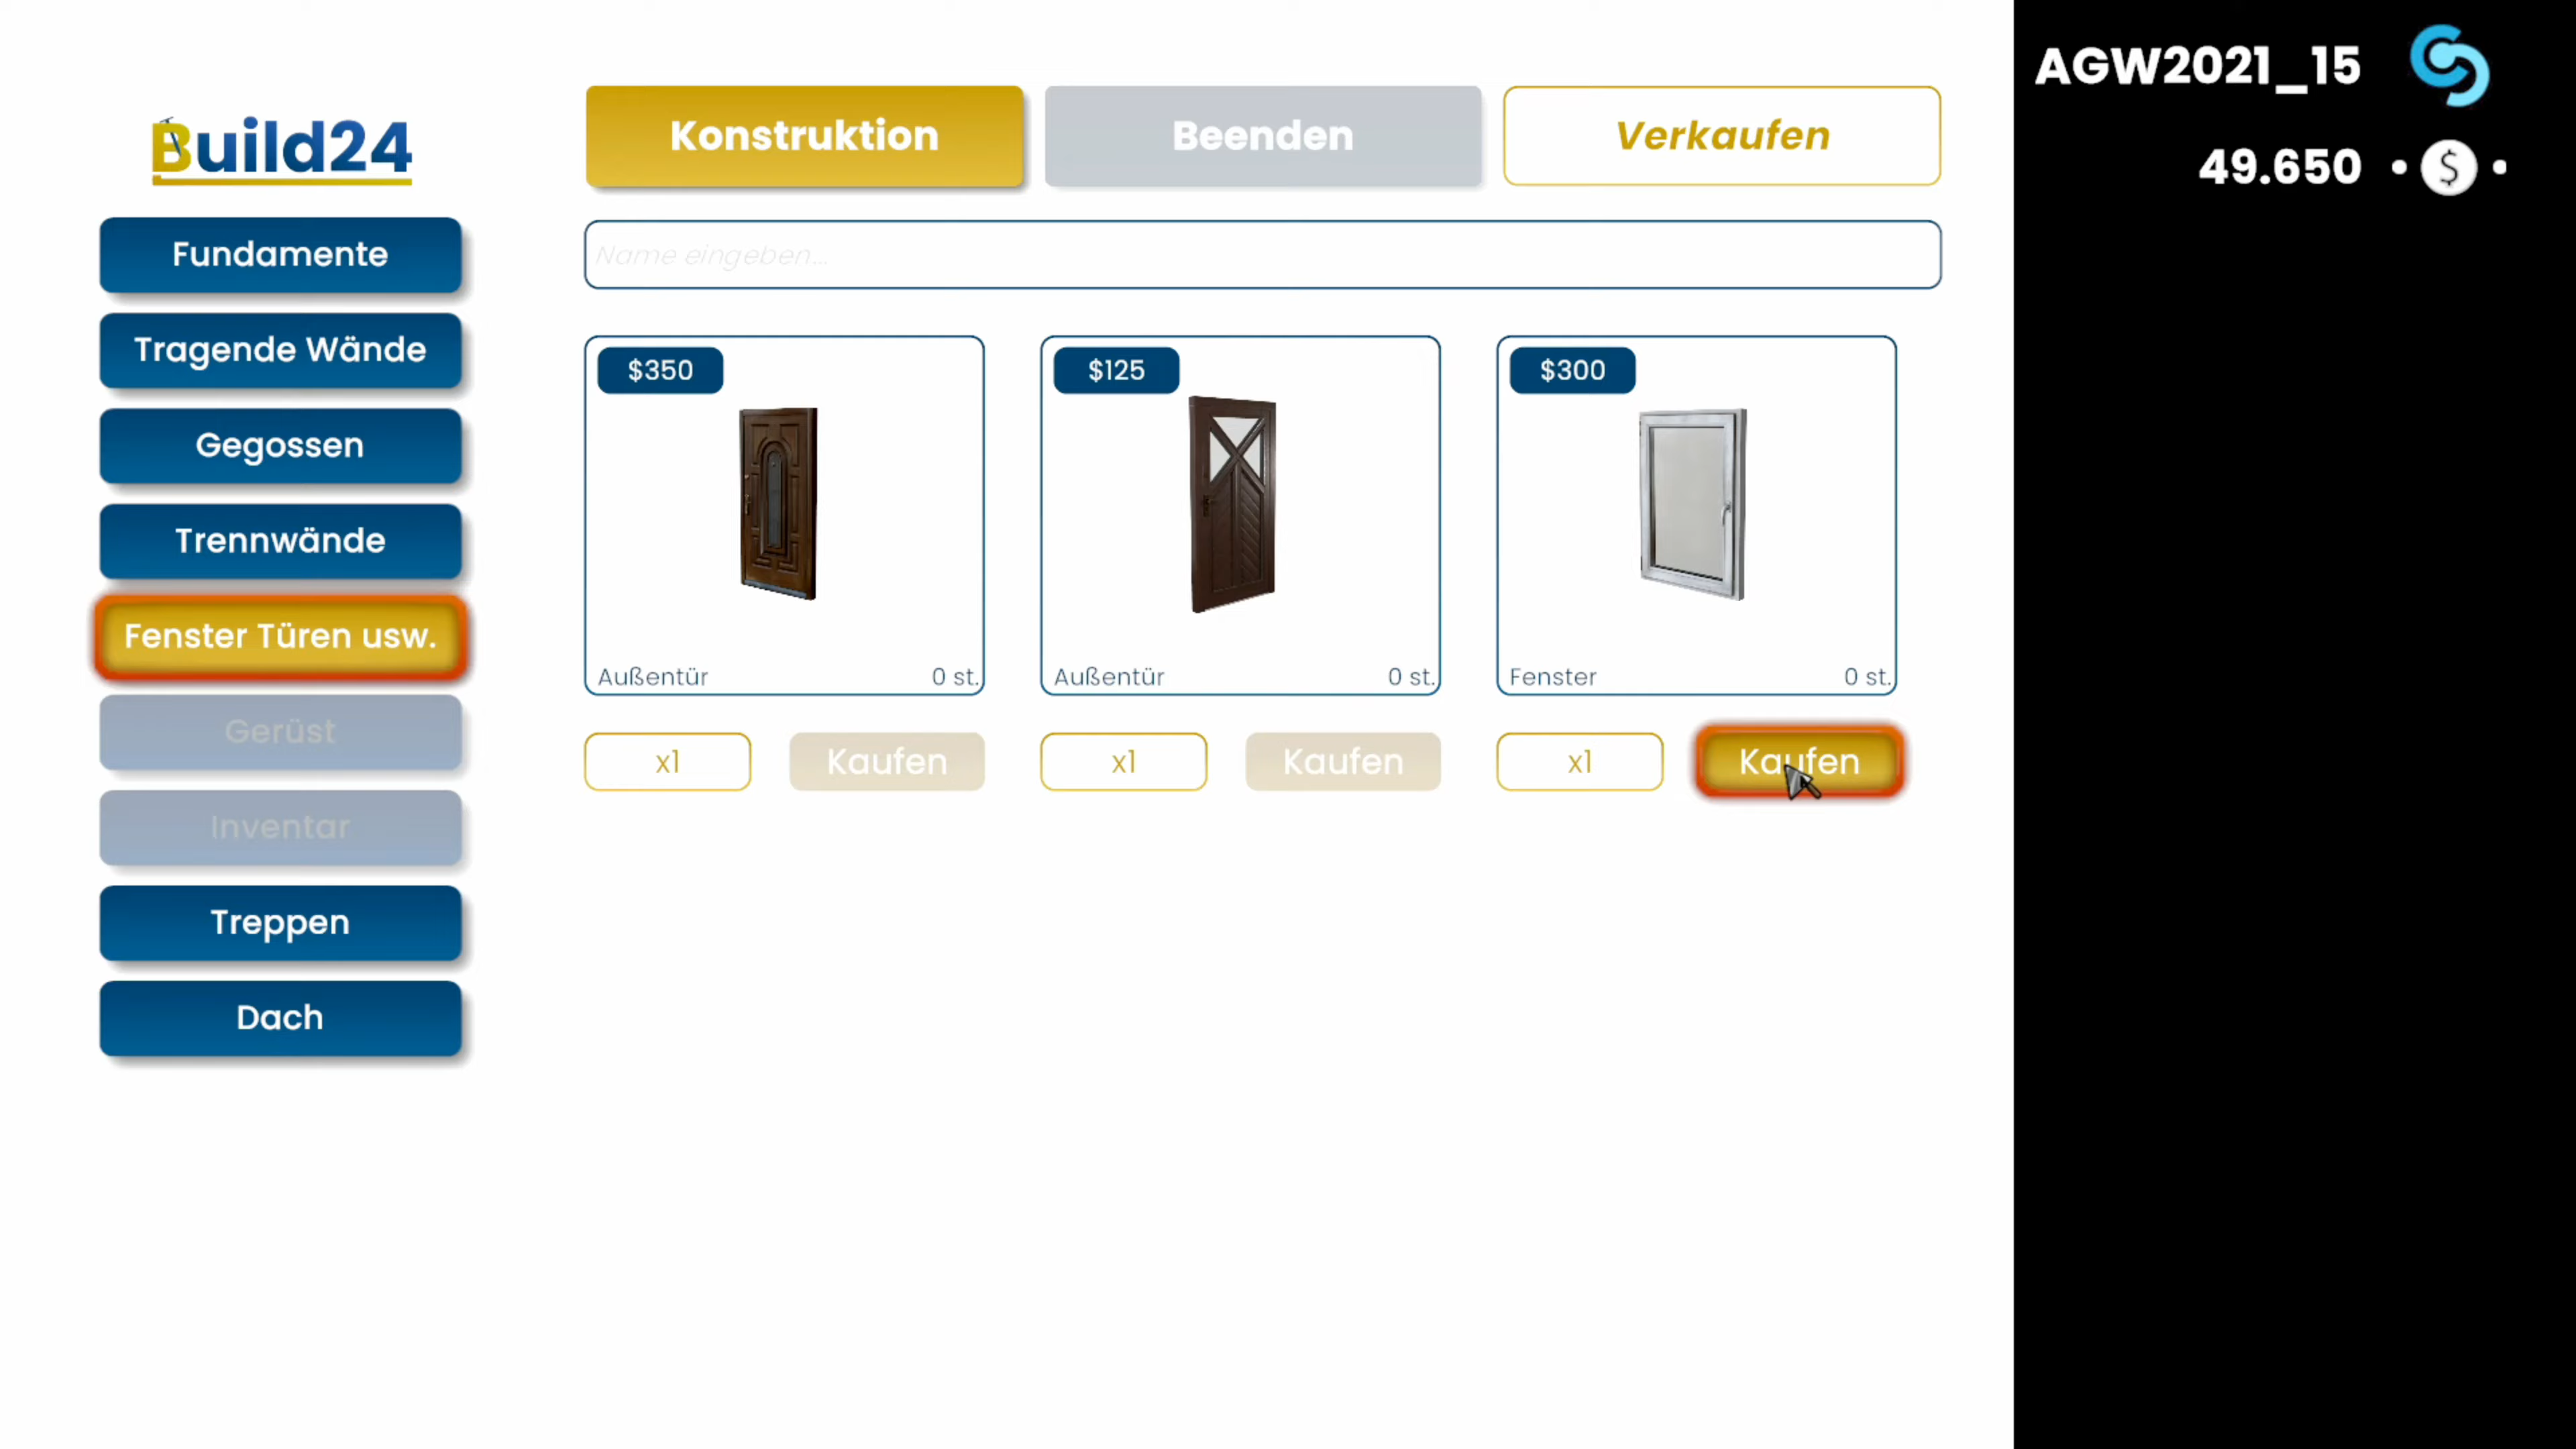 Build24
Konstruktion
Beenden
Verkaufen
AGW2021_15
49.650
$
Name eingeben...
Fundamente
Tragende Wände
Gegossen
Trennwände
Fenster Türen usw.
Gerüst
Inventar
Treppen
Dach
$350
Außentür
0 st.
x1
Kaufen
$125
Außentür
0 st.
x1
Kaufen
$300
Fenster
0 st.
x1
Kaufen